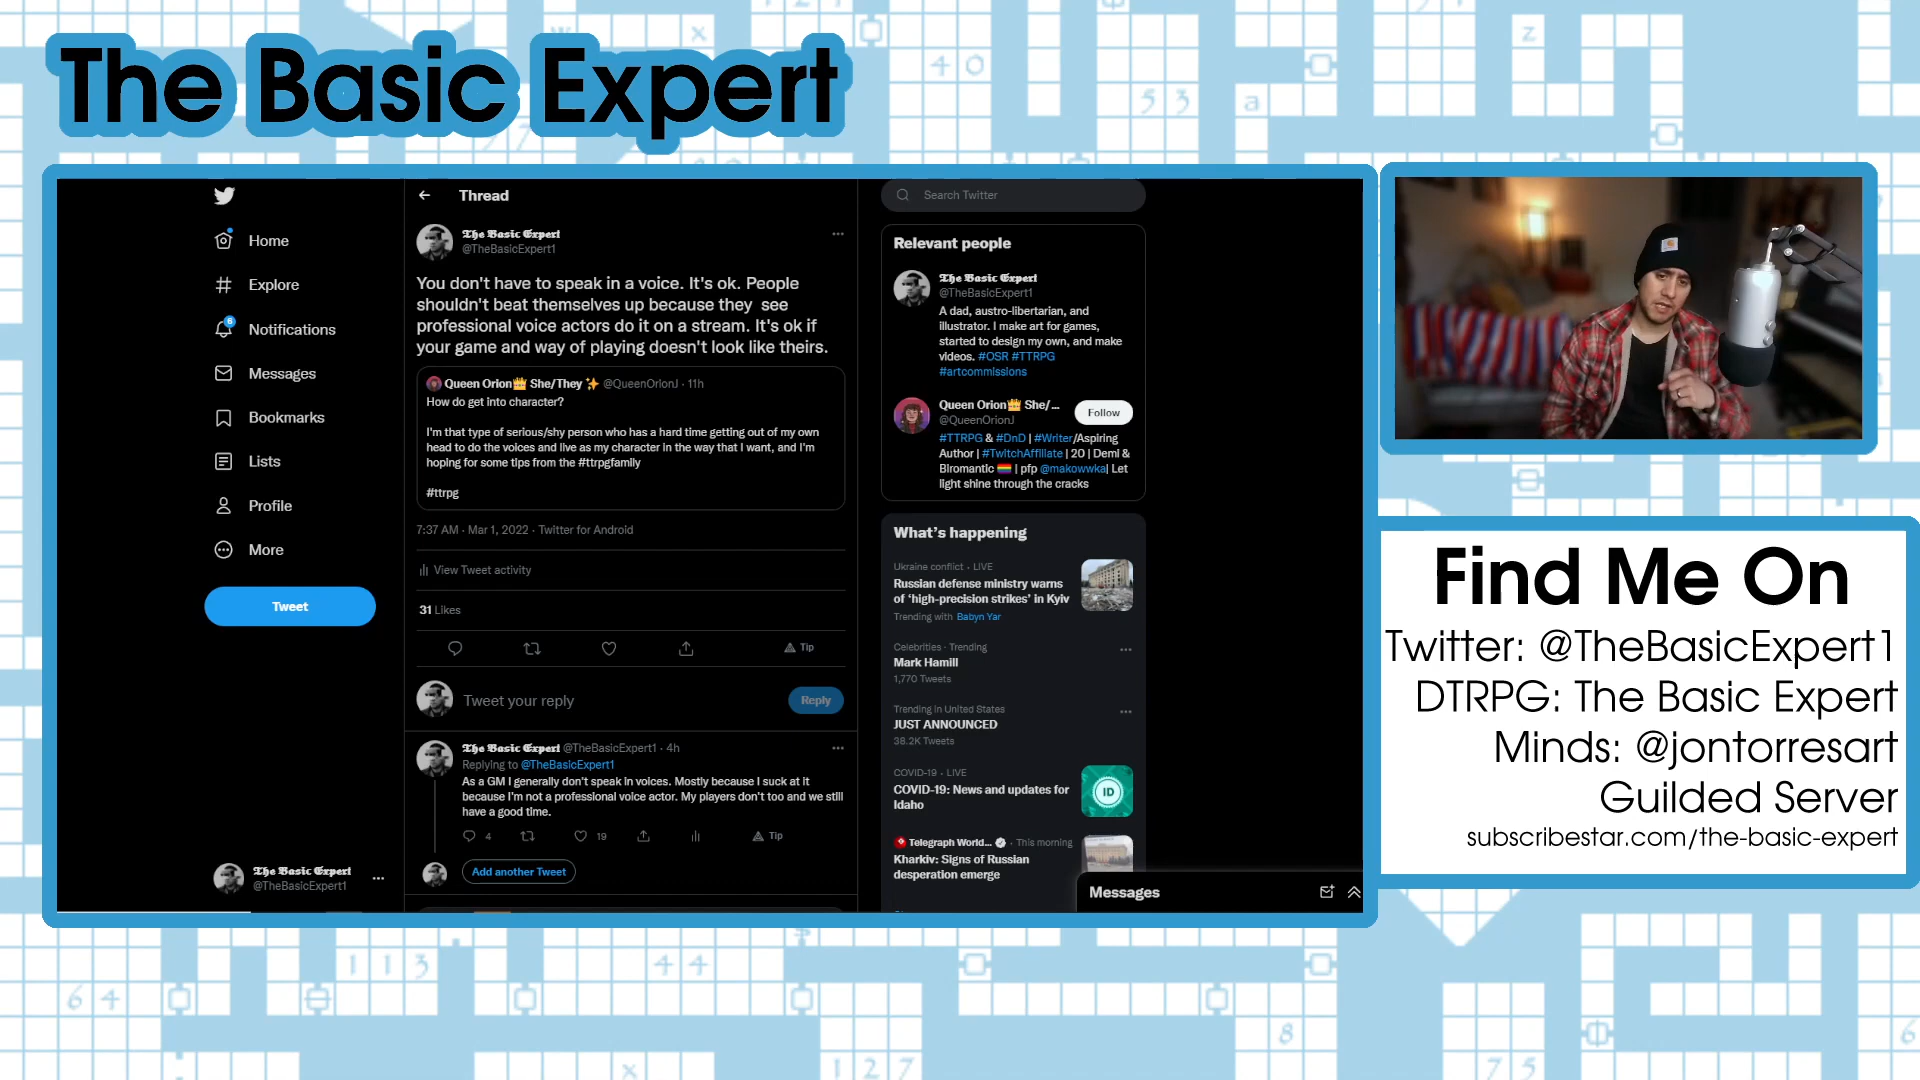 The Basic Expert
Home
Explore
Notifications
6
Messages
Bookmarks
Lists
Profile
More
Tweet
The Basic Expert
@TheBasicExpert1
Thread
The Basic Expert
@TheBasicExpert1
You don't have to speak in a voice. It's ok. People
shouldn't beat themselves up because they see
professional voice actors do it on a stream. It's ok if
your game and way of playing doesn't look like theirs.
Queen Orion👑 She/They ✨ @QueenOrionJ · 11h
How do get into character?
I'm that type of serious/shy person who has a hard time getting out of my own
head to do the voices and live as my character in the way that I want, and I'm
hoping for some tips from the #ttrpgfamily
#ttrpg
7:37 AM · Mar 1, 2022 · Twitter for Android
View Tweet activity
31 Likes
Tip
Tweet your reply
Reply
The Basic Expert @TheBasicExpert1 · 4h
Replying to @TheBasicExpert1
As a GM I generally don't speak in voices. Mostly because I suck at it
because I'm not a professional voice actor. My players don't too and we still
have a good time.
4
19
Tip
Add another Tweet
Search Twitter
Relevant people
The Basic Expert
@TheBasicExpert1
A dad, austro-libertarian, and
illustrator. I make art for games,
started to design my own, and make
videos. #OSR #TTRPG
#artcommissions
Queen Orion👑 She/...
@QueenOrionJ
Follow
#TTRPG & #DnD | #Writer/Aspiring
Author | #TwitchAffiliate | 20 | Demi &
Biromantic 🏳️‍🌈 | pfp @makowwka| Let
light shine through the cracks
What's happening
Ukraine conflict · LIVE
Russian defense ministry warns
of 'high-precision strikes' in Kyiv
Trending with Babyn Yar
Celebrities · Trending
Mark Hamill
1,770 Tweets
Trending in United States
JUST ANNOUNCED
38.2K Tweets
COVID-19 · LIVE
COVID-19: News and updates for
Idaho
ID
Telegraph World... · This morning
Kharkiv: Signs of Russian
desperation emerge
Messages
Find Me On
Twitter: @TheBasicExpert1
DTRPG: The Basic Expert
Minds: @jontorresart
Guilded Server
subscribestar.com/the-basic-expert
40
53
a
x
z
113
44
64
8
127
75
6
x